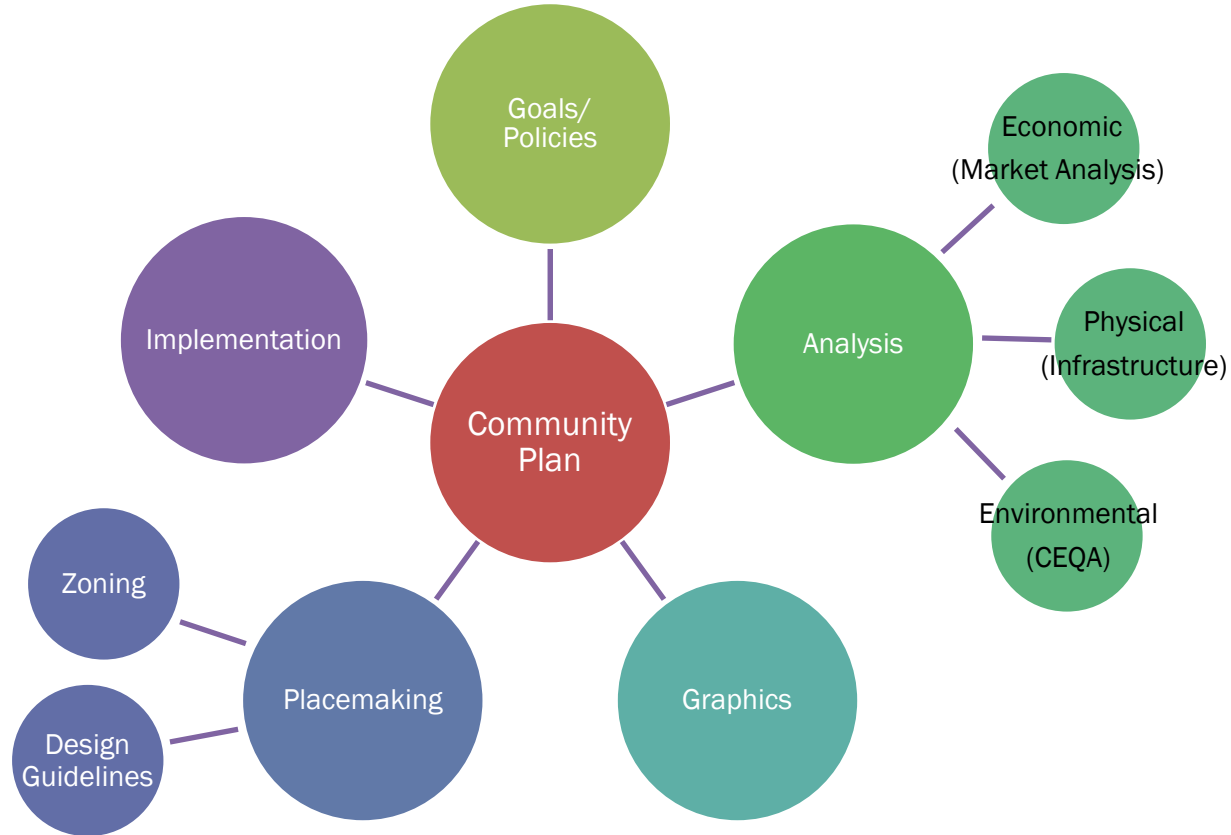 Goals/
Policies
Economic
(Market Analysis)
Implementation
Analysis
Physical
(Infrastructure)
Community
Plan
Environmental
(CEQA)
Zoning
Placemaking
Graphics
Design
Guidelines